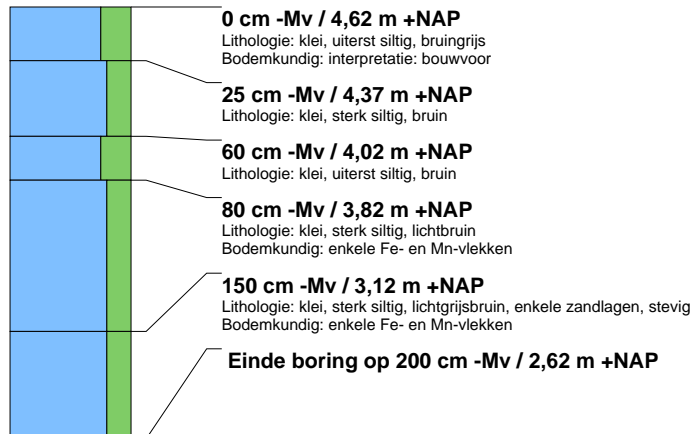 0 cm -Mv / 4,62 m +NAP
Lithologie: klei, uiterst siltig, bruingrijs
Bodemkundig: interpretatie: bouwvoor
25 cm -Mv / 4,37 m +NAP
Lithologie: klei, sterk siltig, bruin
60 cm -Mv / 4,02 m +NAP
Lithologie: klei, uiterst siltig, bruin
80 cm -Mv / 3,82 m +NAP
Lithologie: klei, sterk siltig, lichtbruin
Bodemkundig: enkele Fe- en Mn-vlekken
150 cm -Mv / 3,12 m +NAP
Lithologie: klei, sterk siltig, lichtgrijsbruin, enkele zandlagen, stevig
Bodemkundig: enkele Fe- en Mn-vlekken
Einde boring op 200 cm -Mv / 2,62 m +NAP